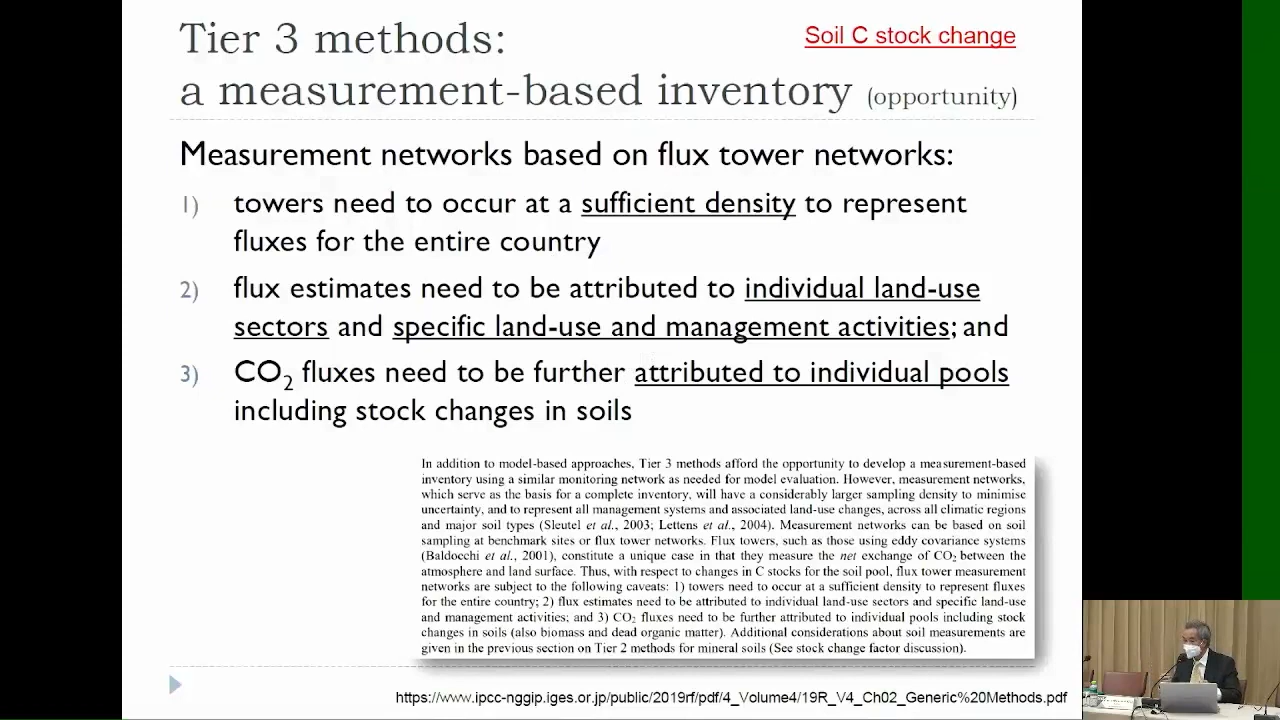 Tier 3 methods:
Soil C stock change
a measurement-based inventory (opportunity)
Measurement networks based on flux tower networks:
1) towers need to occur at a sufficient density to represent
fluxes for the entire country
2) flux estimates need to be attributed to individual land-use
sectors and specific land-use and management activities; and
3) CO2 fluxes need to be further attributed to individual pools
including stock changes in soils
In addition to model-based approaches, Tier 3 methods afford the opportunity to develop a measurement-based
inventory using a similar monitoring network as needed for model evaluation. However, measurement networks,
which serve as the basis for a complete inventory, will have a considerably larger sampling density to minimise
uncertainty, and to represent all management systems and associated land-use changes, across all climatic regions
and major soil types (Sleutel et al., 2003; Lettens et al., 2004). Measurement networks can be based on soil
sampling at benchmark sites or flux tower networks. Flux towers, such as those using eddy covariance systems
(Baldocchi et al., 2001), constitute a unique case in that they measure the net exchange of CO2 between the
atmosphere and land surface. Thus, with respect to changes in C stocks for the soil pool, flux tower measurement
networks are subject to the following caveats: 1) towers need to occur at a sufficient density to represent fluxes
for the entire country; 2) flux estimates need to be attributed to individual land-use sectors and specific land-use
and management activities; and 3) CO2 fluxes need to be further attributed to individual pools including stock
changes in soils (also biomass and dead organic matter). Additional considerations about soil measurements are
given in the previous section on Tier 2 methods for mineral soils (See stock change factor discussion).
https://www.ipcc-nggip.iges.or.jp/public/2019rf/pdf/4_Volume4/19R_V4_Ch02_Generic%20Methods.pdf